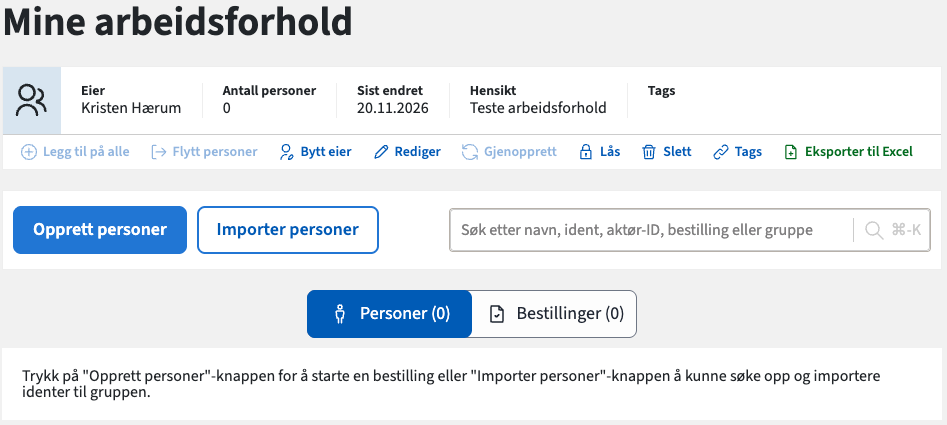 Mine arbeidsforhold
Eier Antall personer Sist endret Hensikt Tags
Kristen Hærum 0 20.11.2026 Teste arbeidsforhold
Legg til på alle Flytt personer Bytt eier Rediger Gjenopprett Lås Slett Tags Eksporter til Excel
Opprett personer Importer personer Søk etter navn, ident, aktør-ID, bestilling eller gruppe ⌘-K
Personer (0) Bestillinger (0)
Trykk på "Opprett personer"-knappen for å starte en bestilling eller "Importer personer"-knappen å kunne søke opp og importere
identer til gruppen.